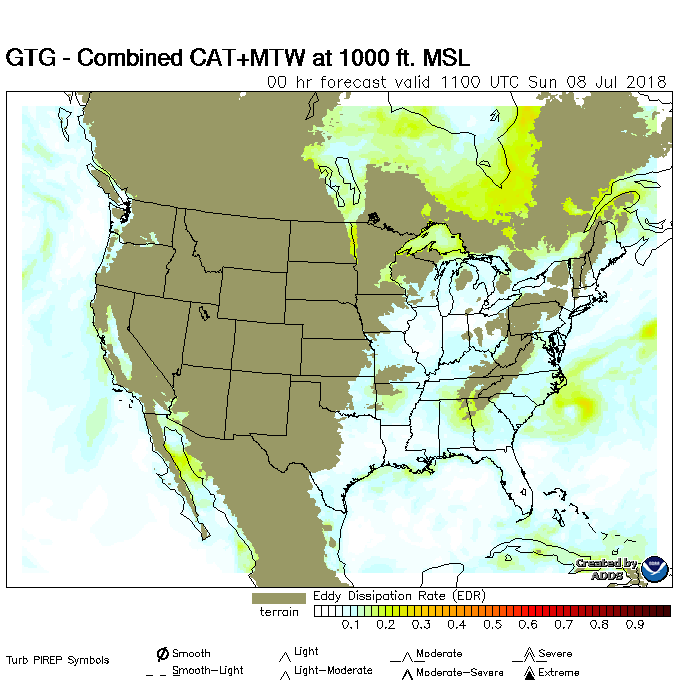 GTG - Combined CAT+MTW at 1000 ft. MSL
00 hr forecast valid 1100 UTC Sun 08 Jul 2018
Created by
ADDS
Eddy Dissipation Rate (EDR)
terrain
0.1 0.2 0.3 0.4 0.5 0.6 0.7 0.8 0.9
Turb PIREP Symbols
Smooth Light Moderate Severe
Smooth-Light Light-Moderate Moderate-Severe Extreme